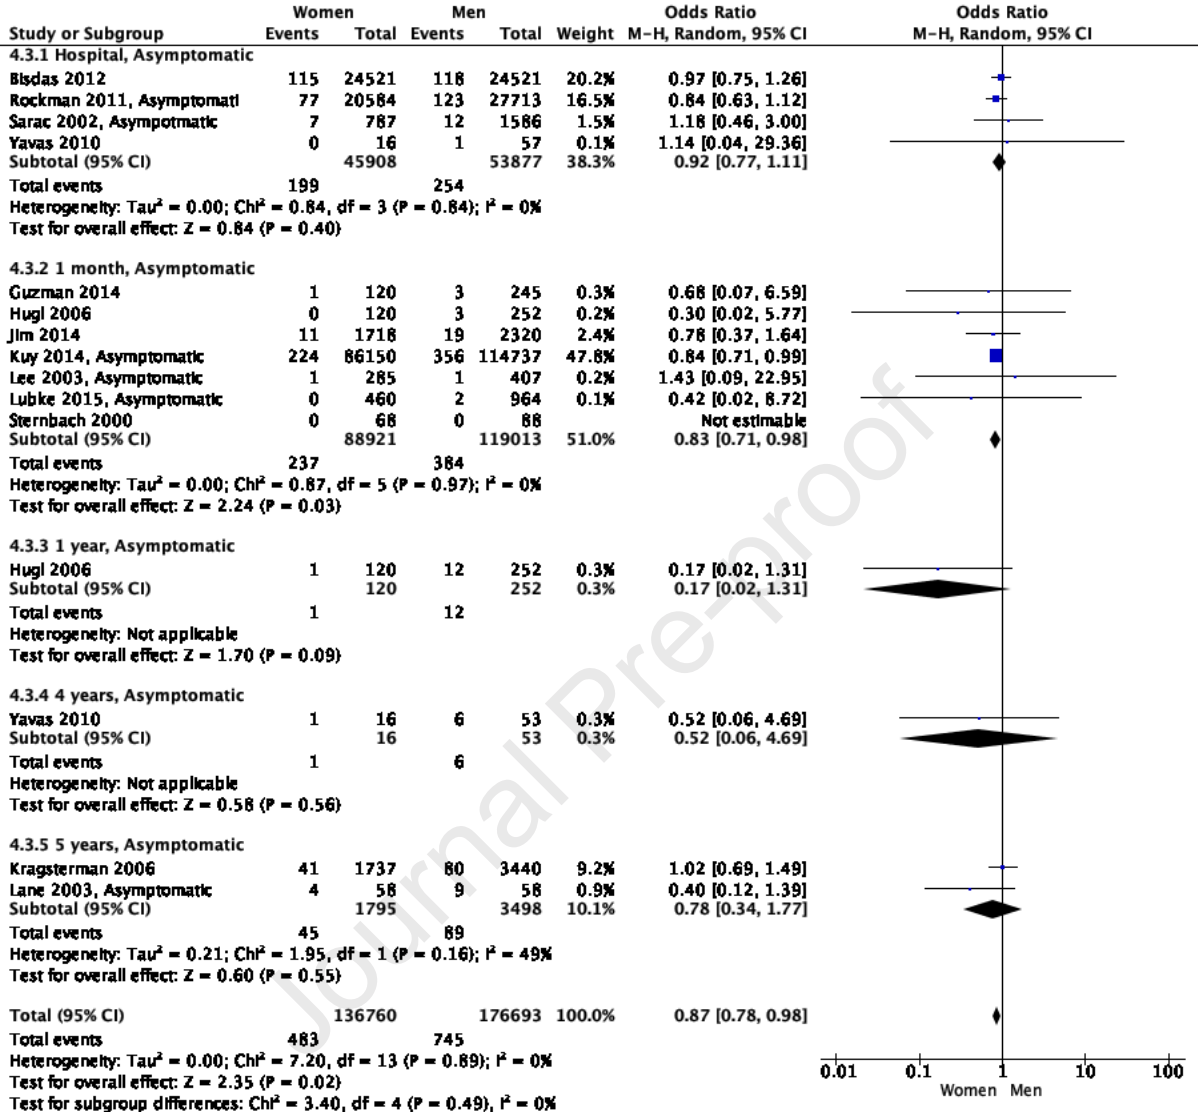 Women Men Odds Ratio Odds Ratio
Study or Subgroup Events Total Events Total Weight M-H, Random, 95% CI M-H, Random, 95% CI
4.3.1 Hospital, Asymptomatic
Bisdas 2012 115 24521 118 24521 20.2% 0.97 [0.75, 1.26]
Rockman 2011, Asymptomati 77 20584 123 27713 16.5% 0.84 [0.63, 1.12]
Sarac 2002, Asympotmatic 7 787 12 1586 1.5% 1.18 [0.46, 3.00]
Yavas 2010 0 16 1 57 0.1% 1.14 [0.04, 29.36]
Subtotal (95% CI) 45908 53877 38.3% 0.92 [0.77, 1.11]
Total events 199 254
Heterogeneity: Tau² = 0.00; Chi² = 0.84, df = 3 (P = 0.84); I² = 0%
Test for overall effect: Z = 0.84 (P = 0.40)
4.3.2 1 month, Asymptomatic
Guzman 2014 1 120 3 245 0.3% 0.68 [0.07, 6.59]
Hugl 2006 0 120 3 252 0.2% 0.30 [0.02, 5.77]
Jim 2014 11 1718 19 2320 2.4% 0.78 [0.37, 1.64]
Kuy 2014, Asymptomatic 224 86150 356 114737 47.8% 0.84 [0.71, 0.99]
Lee 2003, Asymptomatic 1 285 1 407 0.2% 1.43 [0.09, 22.95]
Lubke 2015, Asymptomatic 0 460 2 964 0.1% 0.42 [0.02, 8.72]
Sternbach 2000 0 68 0 88 Not estimable
Subtotal (95% CI) 88921 119013 51.0% 0.83 [0.71, 0.98]
Total events 237 384
Heterogeneity: Tau² = 0.00; Chi² = 0.87, df = 5 (P = 0.97); I² = 0%
Test for overall effect: Z = 2.24 (P = 0.03)
4.3.3 1 year, Asymptomatic
Hugl 2006 1 120 12 252 0.3% 0.17 [0.02, 1.31]
Subtotal (95% CI) 120 252 0.3% 0.17 [0.02, 1.31]
Total events 1 12
Heterogeneity: Not applicable
Test for overall effect: Z = 1.70 (P = 0.09)
4.3.4 4 years, Asymptomatic
Yavas 2010 1 16 6 53 0.3% 0.52 [0.06, 4.69]
Subtotal (95% CI) 16 53 0.3% 0.52 [0.06, 4.69]
Total events 1 6
Heterogeneity: Not applicable
Test for overall effect: Z = 0.58 (P = 0.56)
4.3.5 5 years, Asymptomatic
Kragsterman 2006 41 1737 80 3440 9.2% 1.02 [0.69, 1.49]
Lane 2003, Asymptomatic 4 58 9 58 0.9% 0.40 [0.12, 1.39]
Subtotal (95% CI) 1795 3498 10.1% 0.78 [0.34, 1.77]
Total events 45 89
Heterogeneity: Tau² = 0.21; Chi² = 1.95, df = 1 (P = 0.16); I² = 49%
Test for overall effect: Z = 0.60 (P = 0.55)
Total (95% CI) 136760 176693 100.0% 0.87 [0.78, 0.98]
Total events 483 745
Heterogeneity: Tau² = 0.00; Chi² = 7.20, df = 13 (P = 0.89); I² = 0%
Test for overall effect: Z = 2.35 (P = 0.02)
Test for subgroup differences: Chi² = 3.40, df = 4 (P = 0.49), I² = 0%
0.01 0.1 1 10 100
Women Men
Journal Pre-proof